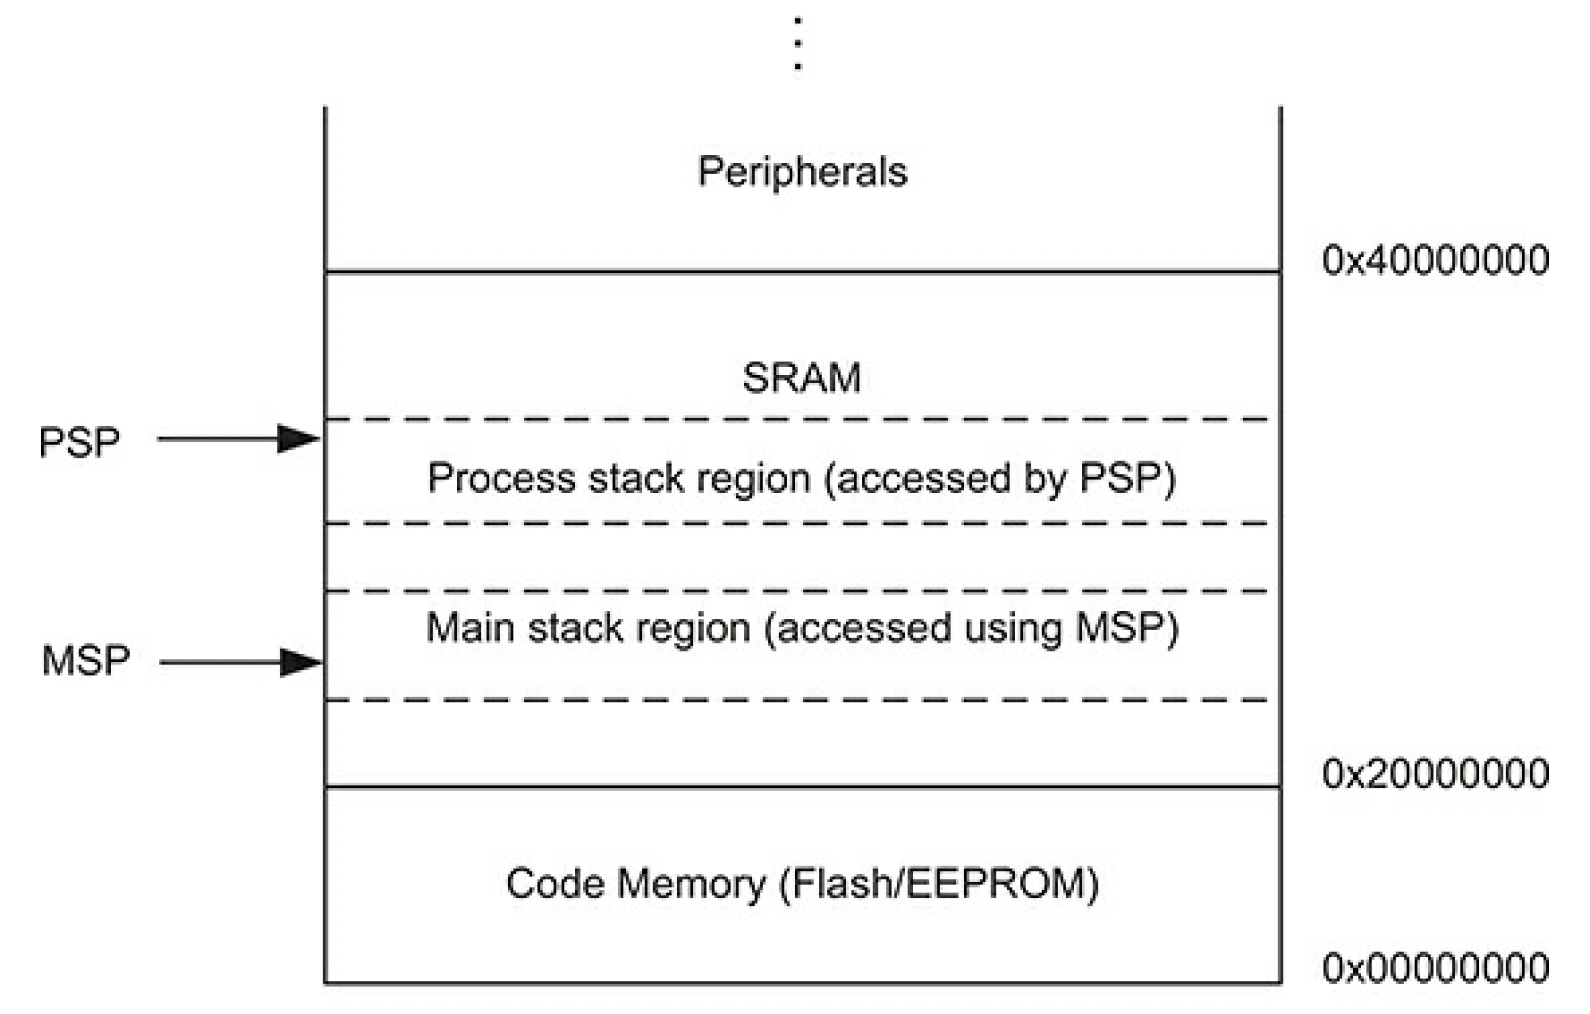 Peripherals
0x40000000
SRAM
PSP
Process stack region (accessed by PSP)
Main stack region (accessed using MSP)
MSP
0x20000000
Code Memory (Flash/EEPROM)
0x00000000